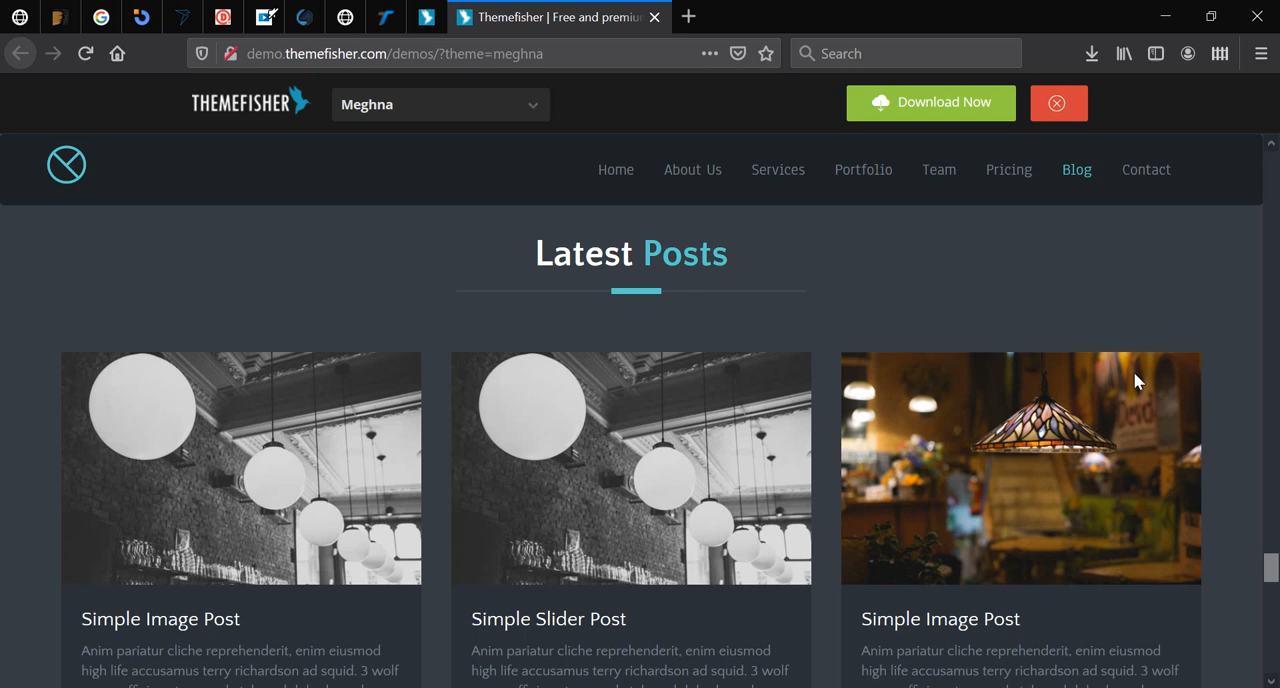 Themefisher | Free and premiu
demo.themefisher.com/demos/?theme=meghna
Search
THEMEFISHER
Meghna
Download Now
Home
About Us
Services
Portfolio
Team
Pricing
Blog
Contact
Latest Posts
Simple Image Post
Anim pariatur cliche reprehenderit, enim eiusmod
high life accusamus terry richardson ad squid. 3 wolf
Simple Slider Post
Anim pariatur cliche reprehenderit, enim eiusmod
high life accusamus terry richardson ad squid. 3 wolf
Simple Image Post
Anim pariatur cliche reprehenderit, enim eiusmod
high life accusamus terry richardson ad squid. 3 wolf